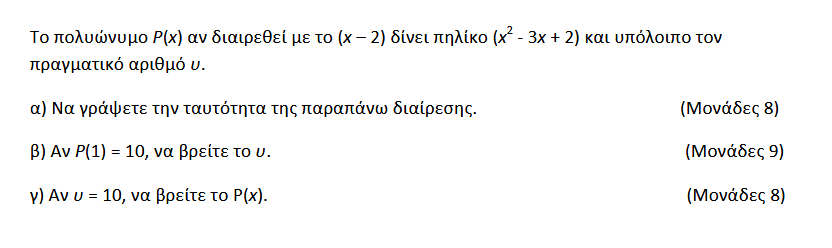 Το πολυώνυμο P(x) αν διαιρεθεί με το (x – 2) δίνει πηλίκο (x² - 3x + 2) και υπόλοιπο τον
πραγματικό αριθμό υ.
α) Να γράψετε την ταυτότητα της παραπάνω διαίρεσης. (Μονάδες 8)
β) Αν P(1) = 10, να βρείτε το υ. (Μονάδες 9)
γ) Αν υ = 10, να βρείτε το P(x). (Μονάδες 8)